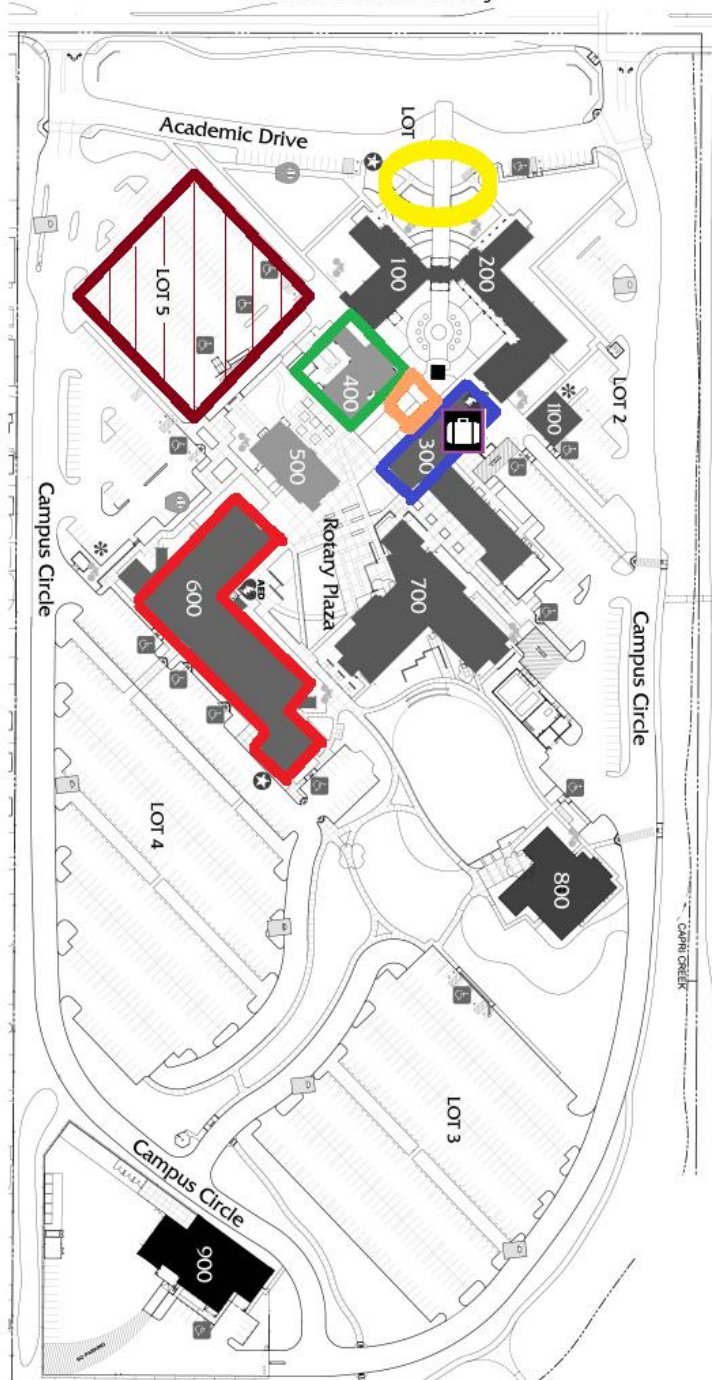 LOT
Academic Drive
LOT 5
100
200
400
1100
LOT 2
300
500
Campus Circle
Rotary Plaza
AED
600
700
Campus Circle
LOT 4
800
CAPRI CREEK
LOT 3
Campus Circle
900